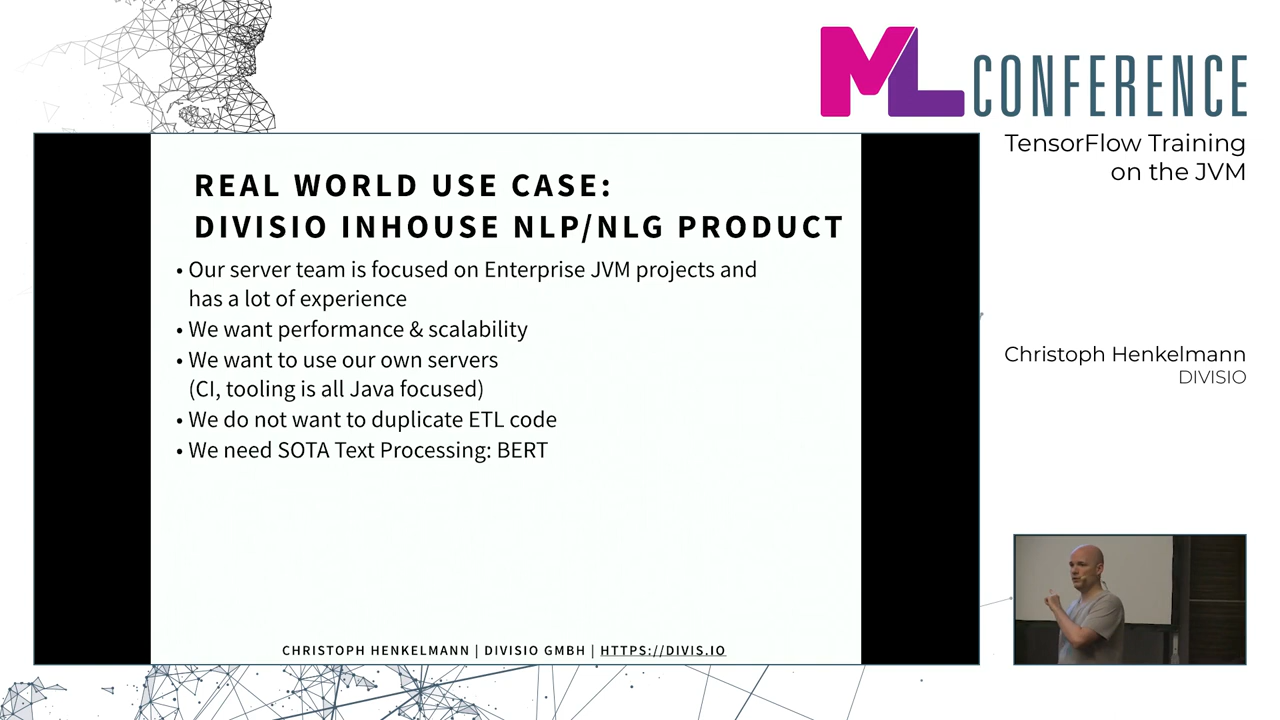 ML CONFERENCE
TensorFlow Training
on the JVM
REAL WORLD USE CASE:
DIVISIO INHOUSE NLP/NLG PRODUCT
• Our server team is focused on Enterprise JVM projects and
has a lot of experience
• We want performance & scalability
• We want to use our own servers
(CI, tooling is all Java focused)
• We do not want to duplicate ETL code
• We need SOTA Text Processing: BERT
CHRISTOPH HENKELMANN | DIVISIO GMBH | HTTPS://DIVIS.IO
Christoph Henkelmann
DIVISIO